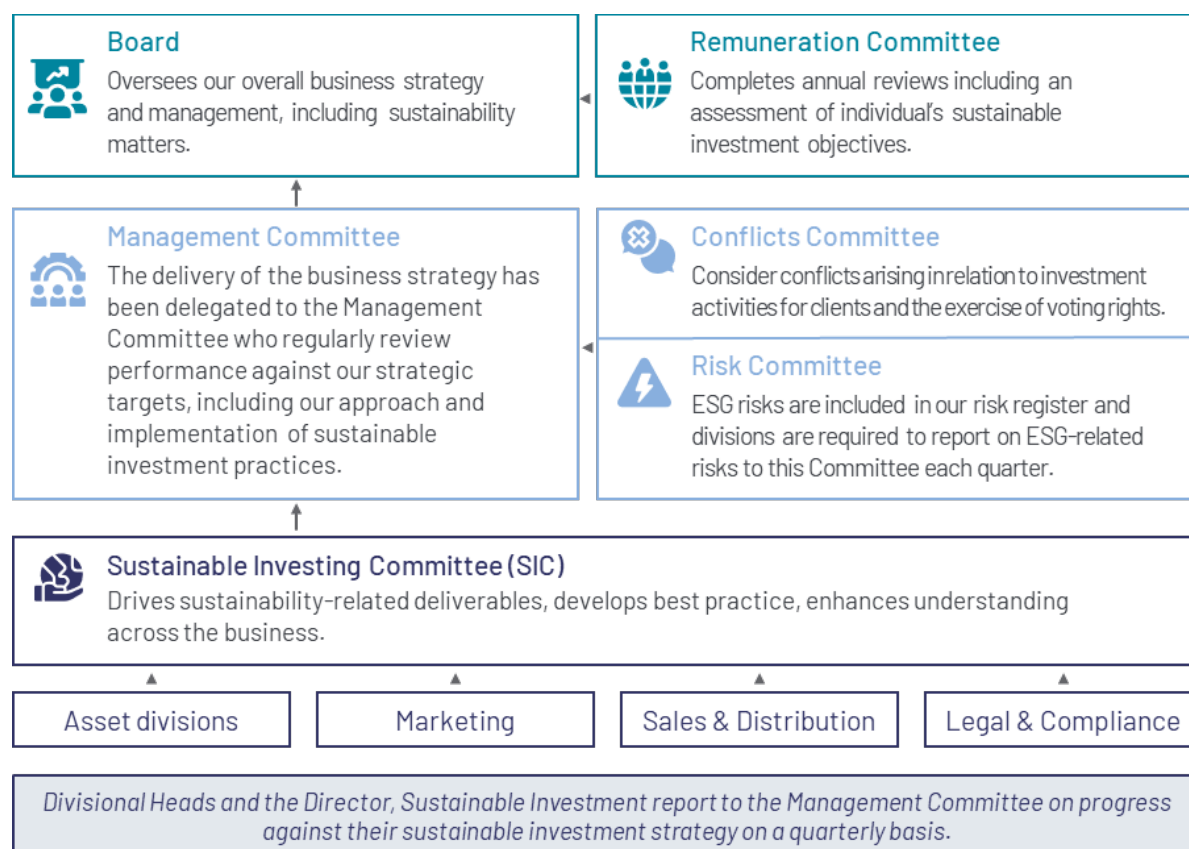 Board
Oversees our overall business strategy
and management, including sustainability
matters.
Remuneration Committee
Completes annual reviews including an
assessment of individual's sustainable
investment objectives.
Management Committee
The delivery of the business strategy has
been delegated to the Management
Committee who regularly review
performance against our strategic
targets, including our approach and
implementation of sustainable
investment practices.
Conflicts Committee
Consider conflicts arising inrelation to investment
activities for clients and the exercise of voting rights.
Risk Committee
ESG risks are included in our risk register and
divisions are required to report on ESG-related
risks to this Committee each quarter.
Sustainable Investing Committee (SIC)
Drives sustainability-related deliverables, develops best practice, enhances understanding
across the business.
Asset divisions
Marketing
Sales & Distribution
Legal & Compliance
Divisional Heads and the Director, Sustainable Investment report to the Management Committee on progress
against their sustainable investment strategy on a quarterly basis.